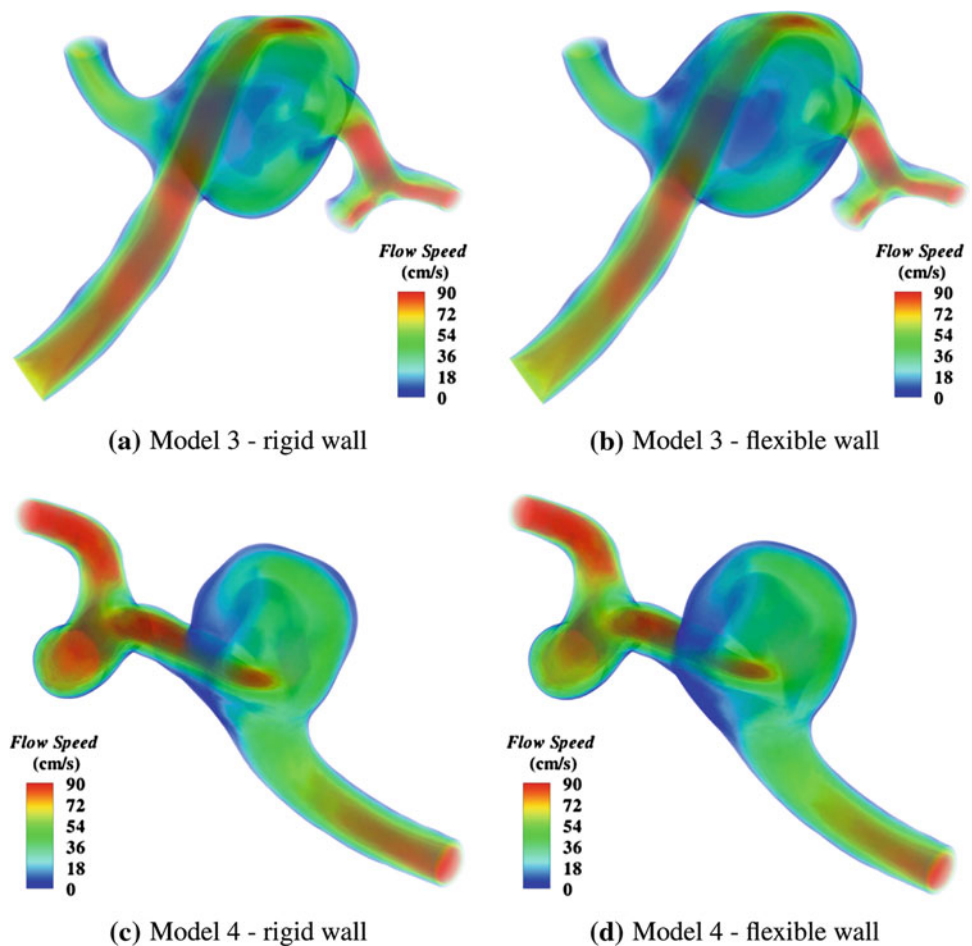 Flow Speed
(cm/s)
90
72
54
36
18
0
Flow Speed
(cm/s)
90
72
54
36
18
0
(a) Model 3 - rigid wall
(b) Model 3 - flexible wall
Flow Speed
(cm/s)
90
72
54
36
18
0
Flow Speed
(cm/s)
90
72
54
36
18
0
(c) Model 4 - rigid wall
(d) Model 4 - flexible wall